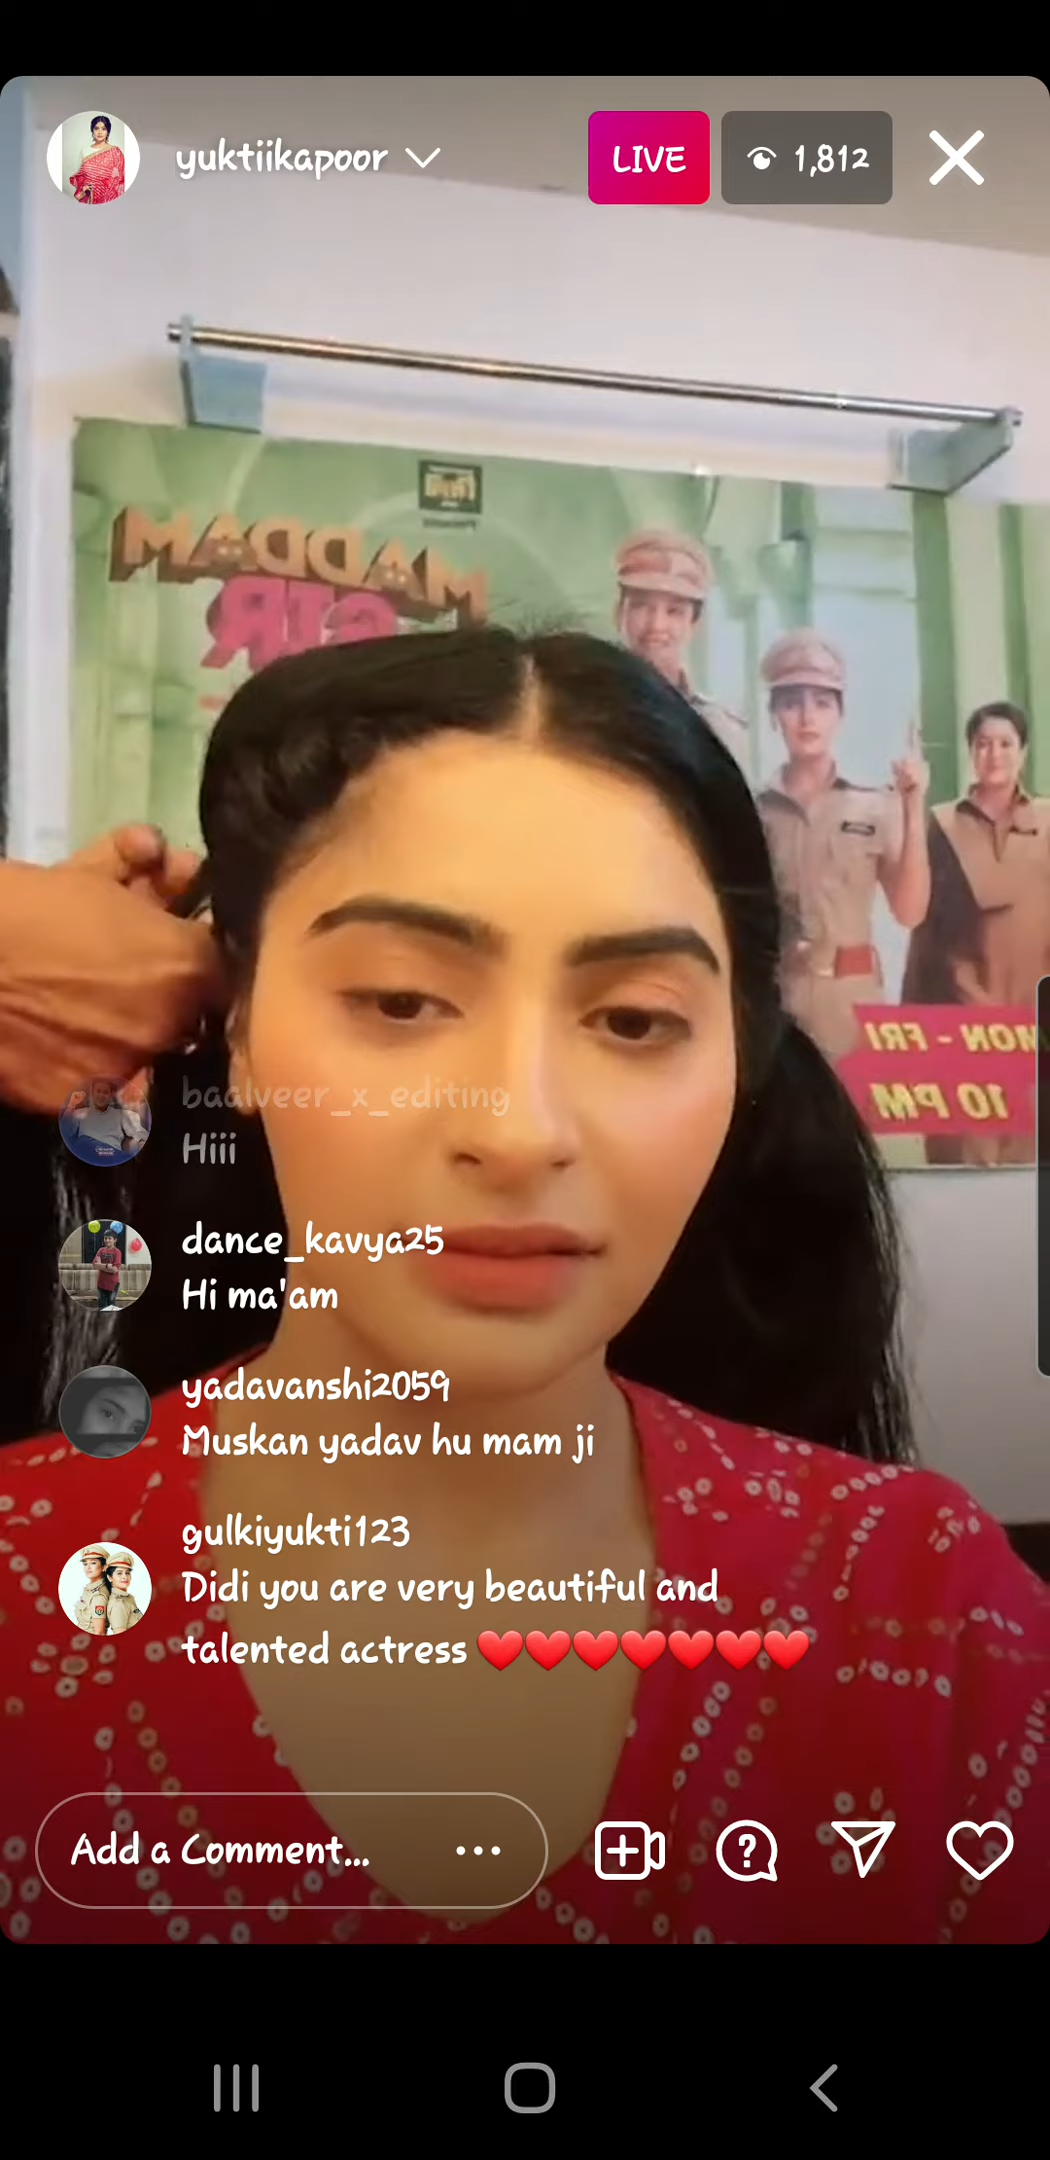 yuktiikapoor
LIVE
1,812
MADDAM
SIR
MON - FRI
10 PM
baalveer_x_editing
Hiii
dance_kavya25
Hi ma'am
yadavanshi2059
Muskan yadav hu mam ji
gulkiyukti123
Didi you are very beautiful and
talented actress ❤️❤️❤️❤️❤️❤️❤️
Add a Comment...